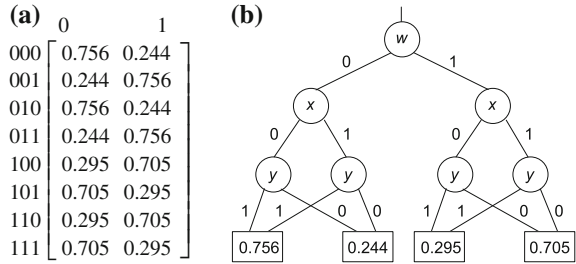 (a) 0 1
000 0.756 0.244
001 0.244 0.756
010 0.756 0.244
011 0.244 0.756
100 0.295 0.705
101 0.705 0.295
110 0.295 0.705
111 0.705 0.295
(b)
w
0 1
x x
0 1 0 1
y y y y
1 1 0 0 1 1 0 0
0.756 0.244 0.295 0.705